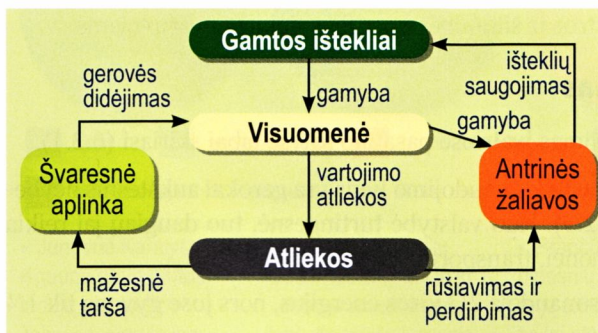 Gamtos ištekliai
gerovės
didėjimas
gamyba
išteklių
saugojimas
Visuomenė
gamyba
Švaresnė
aplinka
vartojimo
atliekos
Antrinės
žaliavos
Atliekos
mažesnė
tarša
rūšiavimas ir
perdirbimas